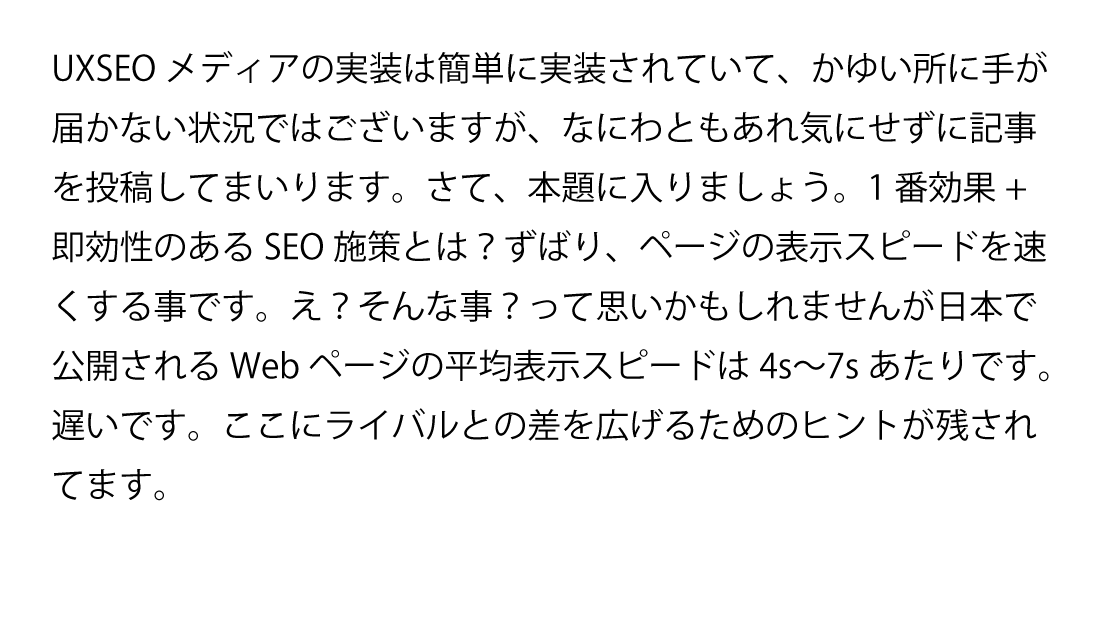 UXSEO メディアの実装は簡単に実装されていて、かゆい所に手が
届かない状況ではございますが、なにわともあれ気にせずに記事
を投稿してまいります。さて、本題に入りましょう。1 番効果 +
即効性のある SEO 施策とは？ずばり、ページの表示スピードを速
くする事です。え？そんな事？って思いかもしれませんが日本で
公開される Web ページの平均表示スピードは 4s〜7s あたりです。
遅いです。ここにライバルとの差を広げるためのヒントが残され
てます。